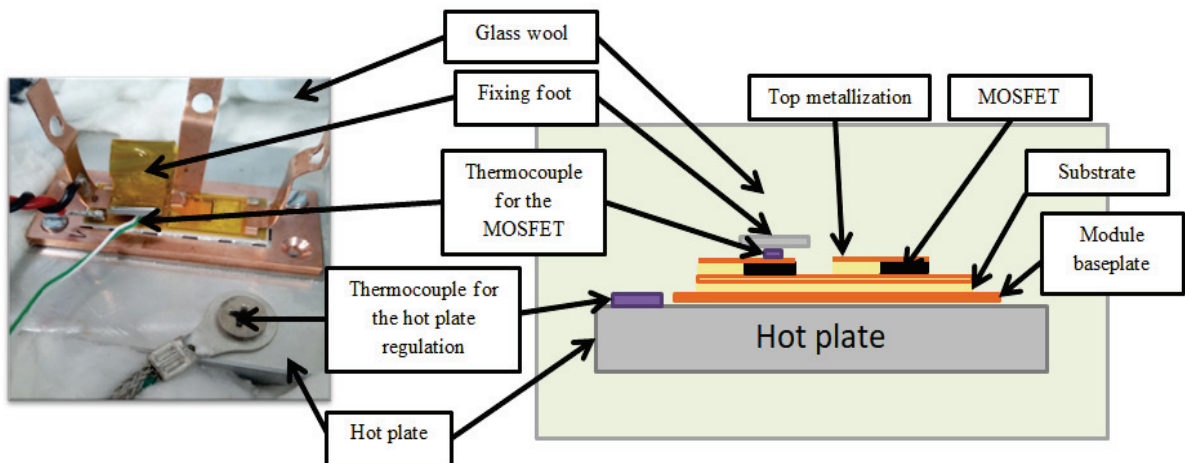 Glass wool
Fixing foot
Thermocouple
for the
MOSFET
Thermocouple for
the hot plate
regulation
Hot plate
Top metallization
MOSFET
Substrate
Module
baseplate
Hot plate